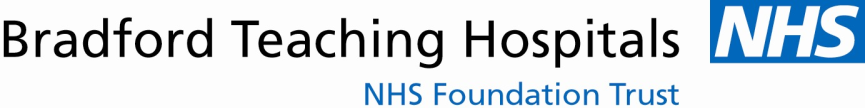 Bradford Teaching Hospitals NHS
NHS Foundation Trust